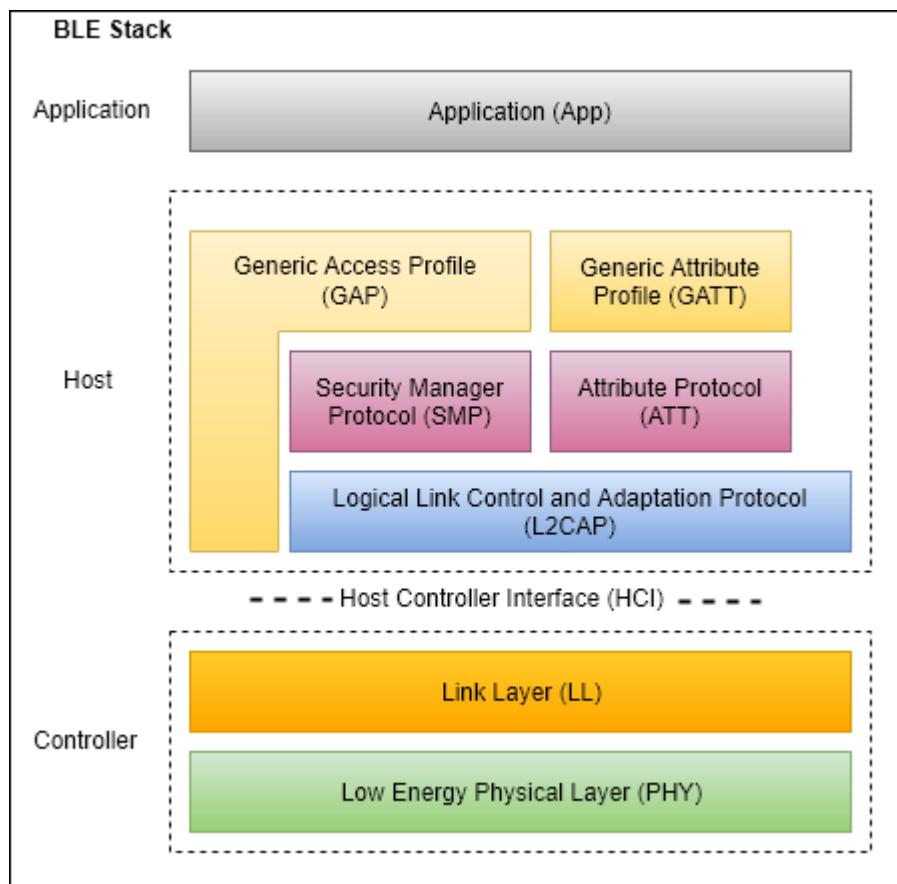 BLE Stack
Application
Application (App)
Host
Generic Access Profile
(GAP)
Generic Attribute
Profile (GATT)
Security Manager
Protocol (SMP)
Attribute Protocol
(ATT)
Logical Link Control and Adaptation Protocol
(L2CAP)
Host Controller Interface (HCI)
Controller
Link Layer (LL)
Low Energy Physical Layer (PHY)